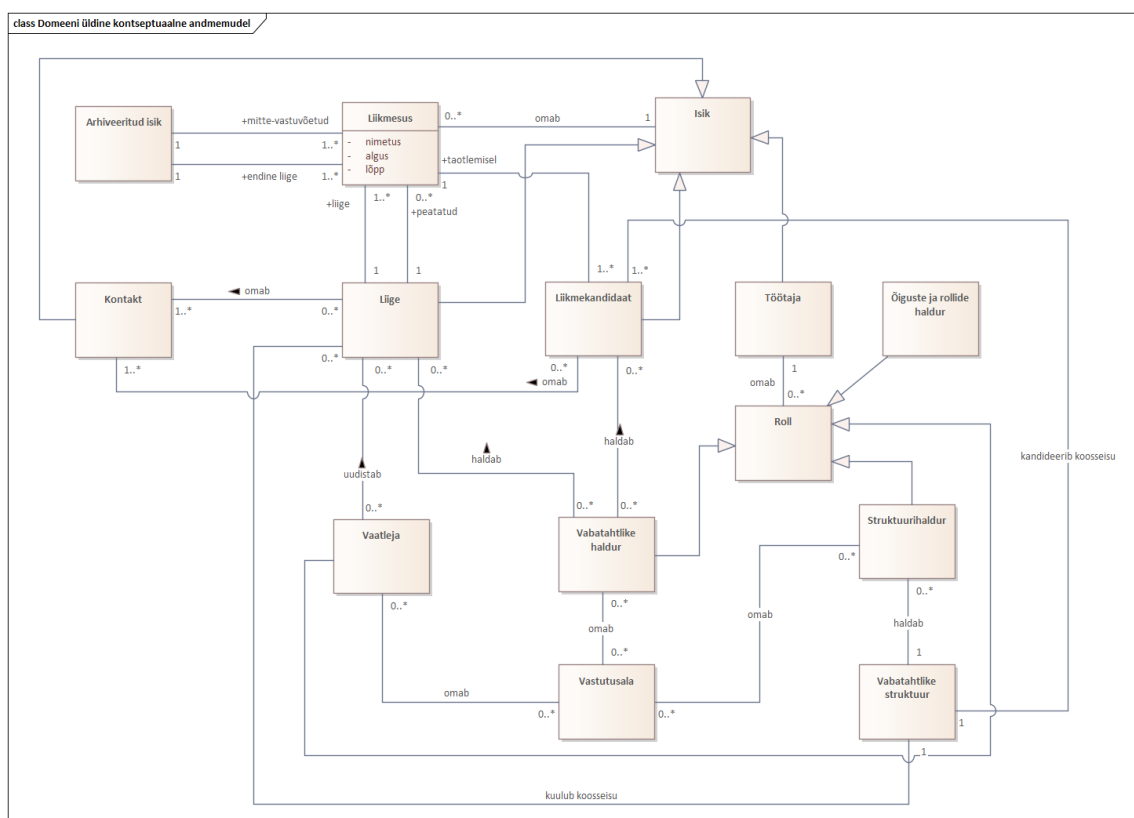 class Domeeni üldine kontseptuaalne andmemudel
Arhiveeritud isik
+mitte-vastuvõetud
1
1..*
1
+endine liige
1..*
Liikmesus
- nimetus
- algus
- lõpp
0..*
omab
1
Isik
+taotlemisel
1
+liige
1..*
0..*
+peatatud
1
1
1..*
1..*
Kontakt
omab
1..*
0..*
Liige
Liikmekandidaat
Töötaja
Õiguste ja rollide
haldur
0..*
0..*
0..*
1..*
omab
0..*
0..*
1
omab
0..*
Roll
uudistab
haldab
haldab
kandideerib koosseisu
0..*
0..*
0..*
Vaatleja
Vabatahtlike
haldur
Struktuurihaldur
0..*
0..*
0..*
0..*
omab
omab
haldab
0..*
1
omab
Vastutusala
0..*
0..*
Vabatahtlike
struktuur
1
1
kuulub koosseisu